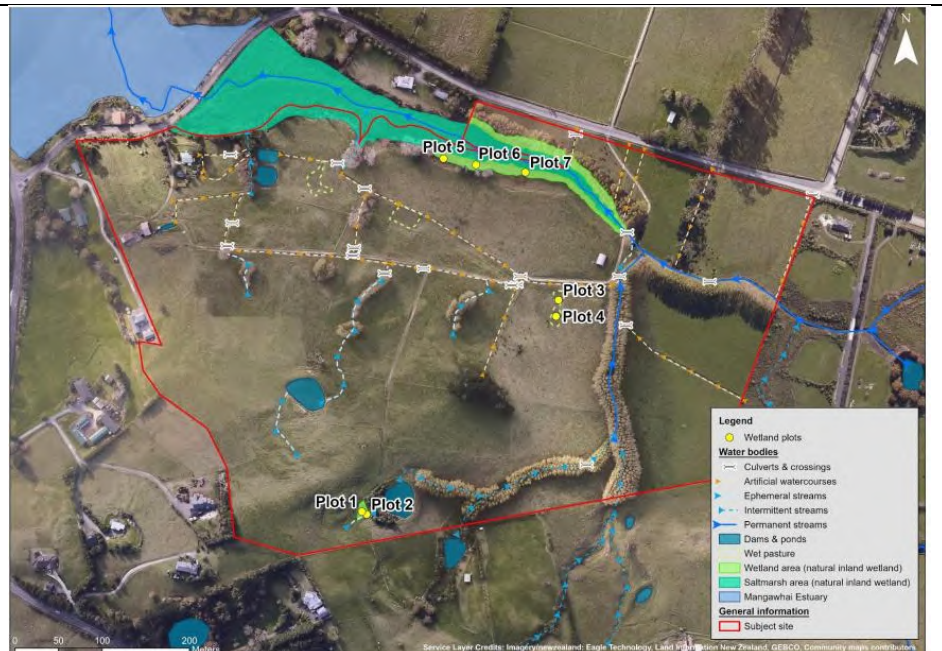 N
Plot 5
Plot 6
Plot 7
Plot 3
Plot 4
Plot 1
Plot 2
Legend
Wetland plots
Water bodies
Culverts & crossings
Artificial watercourses
Ephemeral streams
Intermittent streams
Permanent streams
Dams & ponds
Wet pasture
Wetland area (natural inland wetland)
Saltmarsh area (natural inland wetland)
Mangawhai Estuary
General information
Subject site
0 50 100 200
Meters
Service Layer Credits: Imagery/newrealand: Eagle Technology, Land Information New Zealand, GEBCO, Community maps contributors